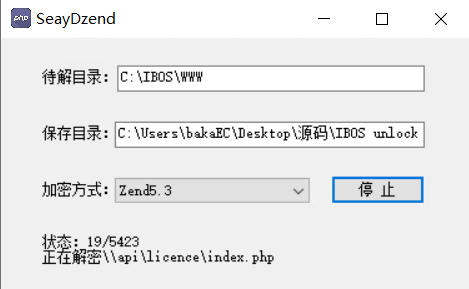 php SeayDzend
待解目录: C:\IBOS\WWW
保存目录: C:\Users\bakaEC\Desktop\源码\IBOS unlock
加密方式: Zend5.3 停 止
状态: 19/5423
正在解密\\api\licence\index.php